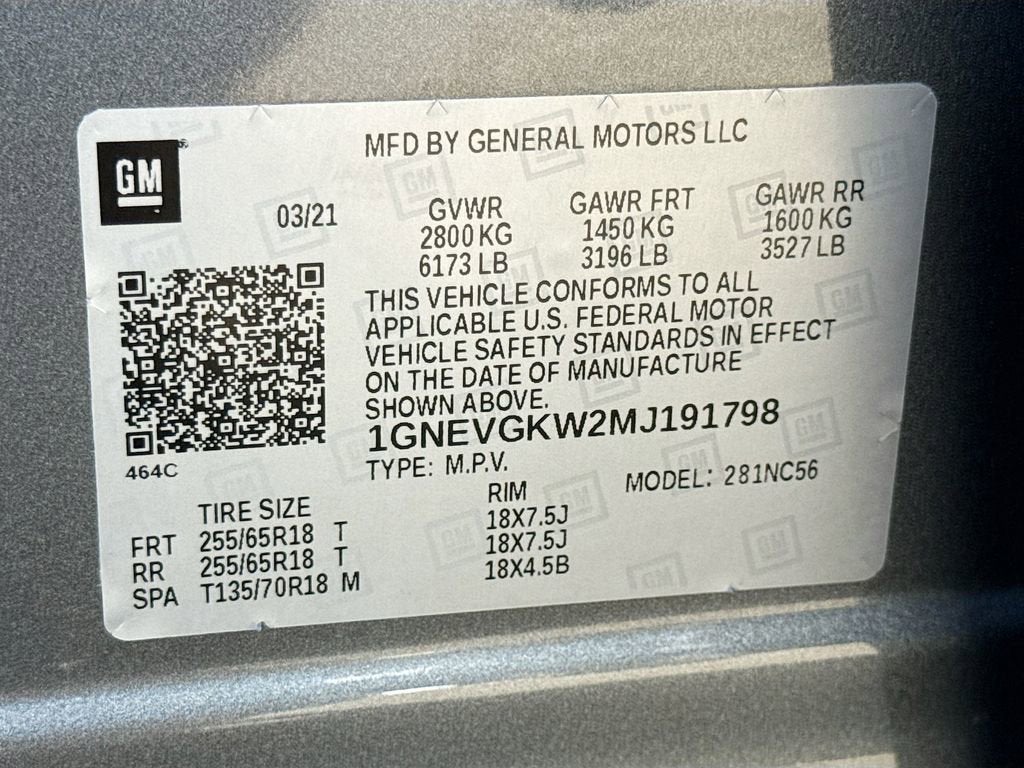 GM
MFD BY GENERAL MOTORS LLC
03/21 GVWR GAWR FRT GAWR RR
2800 KG 1450 KG 1600 KG
6173 LB 3196 LB 3527 LB
THIS VEHICLE CONFORMS TO ALL
APPLICABLE U.S. FEDERAL MOTOR
VEHICLE SAFETY STANDARDS IN EFFECT
ON THE DATE OF MANUFACTURE
SHOWN ABOVE.
1GNEVGKW2MJ191798
464C
TYPE: M.P.V. MODEL: 281NC56
TIRE SIZE RIM
FRT 255/65R18 T 18X7.5J
RR 255/65R18 T 18X7.5J
SPA T135/70R18 M 18X4.5B